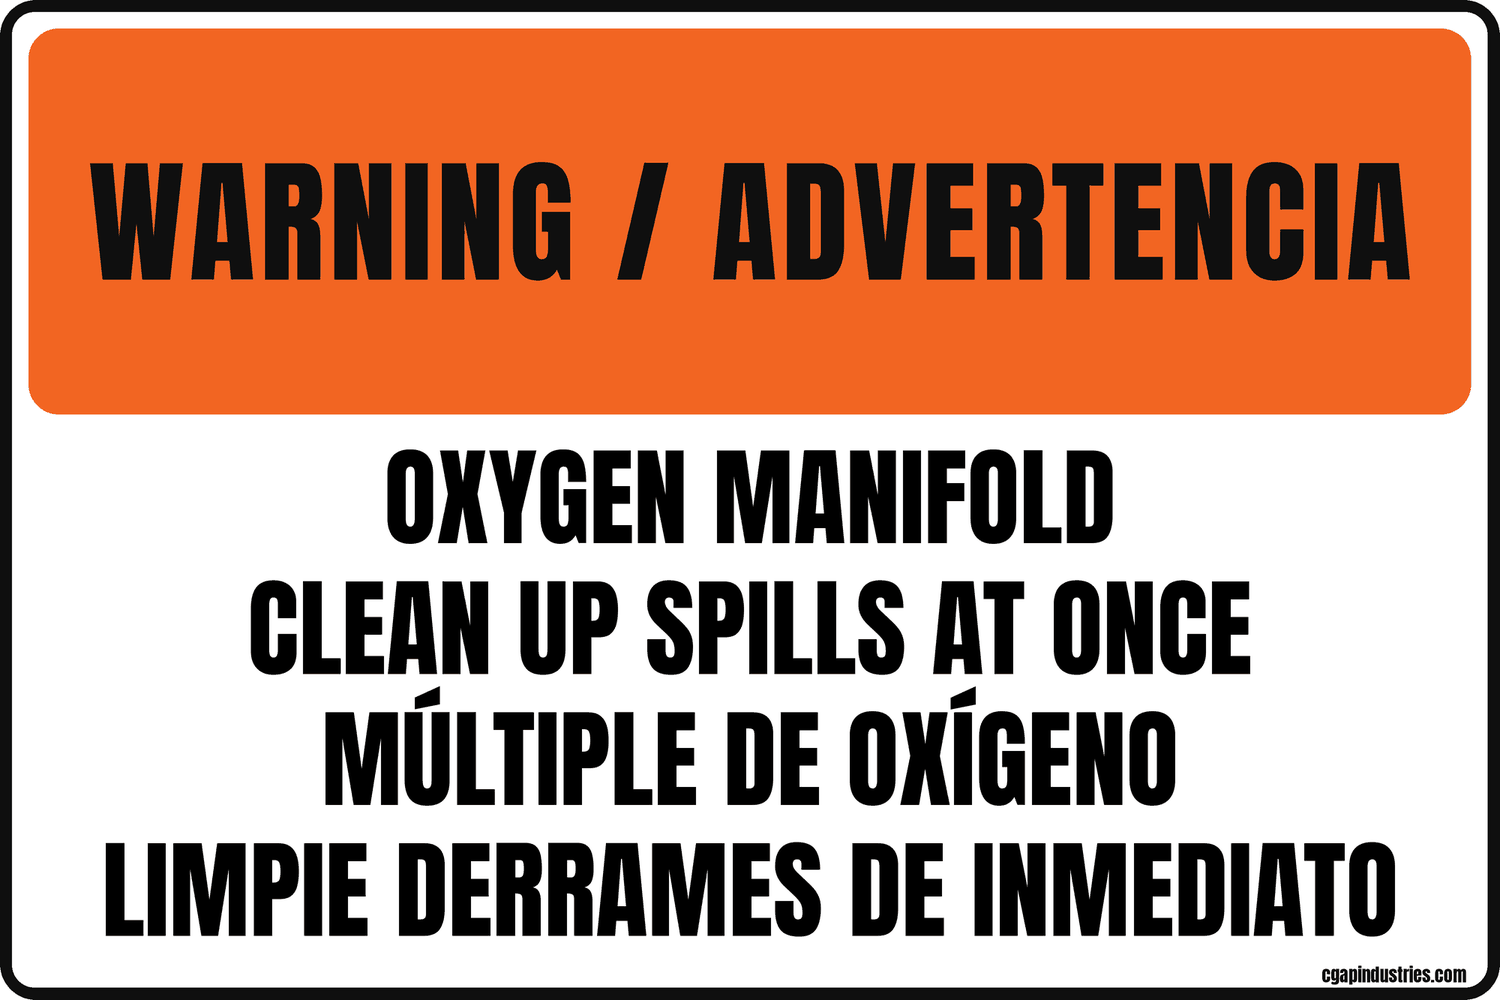 WARNING / ADVERTENCIA
OXYGEN MANIFOLD
CLEAN UP SPILLS AT ONCE
MÚLTIPLE DE OXÍGENO
LIMPIE DERRAMES DE INMEDIATO
cgapindustries.com